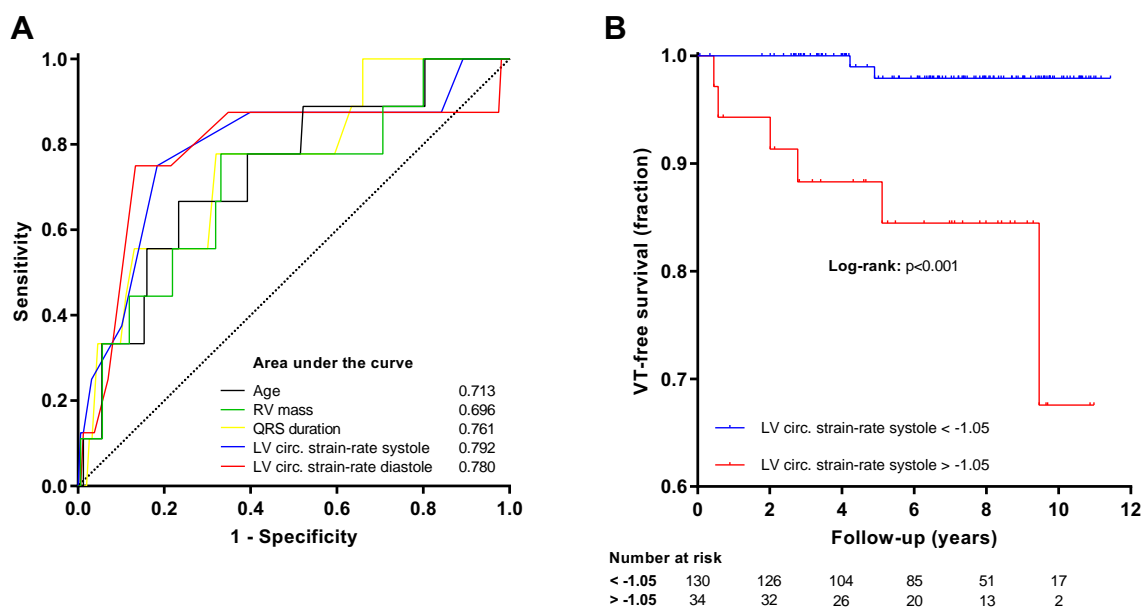 A
1.0
0.8
0.6
0.4
0.2
0.0
Sensitivity
Area under the curve
Age 0.713
RV mass 0.696
QRS duration 0.761
LV circ. strain-rate systole 0.792
LV circ. strain-rate diastole 0.780
0.0 0.2 0.4 0.6 0.8 1.0
1 - Specificity
B
1.0
0.9
0.8
0.7
0.6
VT-free survival (fraction)
Log-rank: p<0.001
LV circ. strain-rate systole < -1.05
LV circ. strain-rate systole > -1.05
0 2 4 6 8 10 12
Follow-up (years)
Number at risk
< -1.05 130 126 104 85 51 17
> -1.05 34 32 26 20 13 2